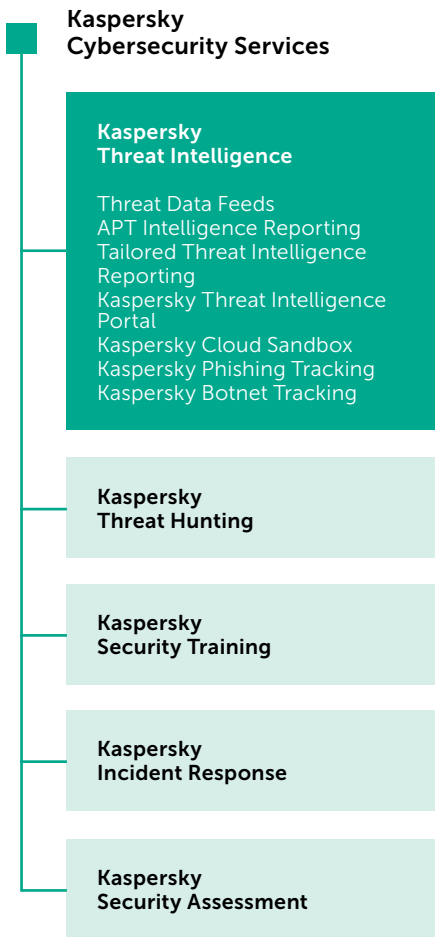 Kaspersky
Cybersecurity Services
Kaspersky
Threat Intelligence
Threat Data Feeds
APT Intelligence Reporting
Tailored Threat Intelligence
Reporting
Kaspersky Threat Intelligence
Portal
Kaspersky Cloud Sandbox
Kaspersky Phishing Tracking
Kaspersky Botnet Tracking
Kaspersky
Threat Hunting
Kaspersky
Security Training
Kaspersky
Incident Response
Kaspersky
Security Assessment